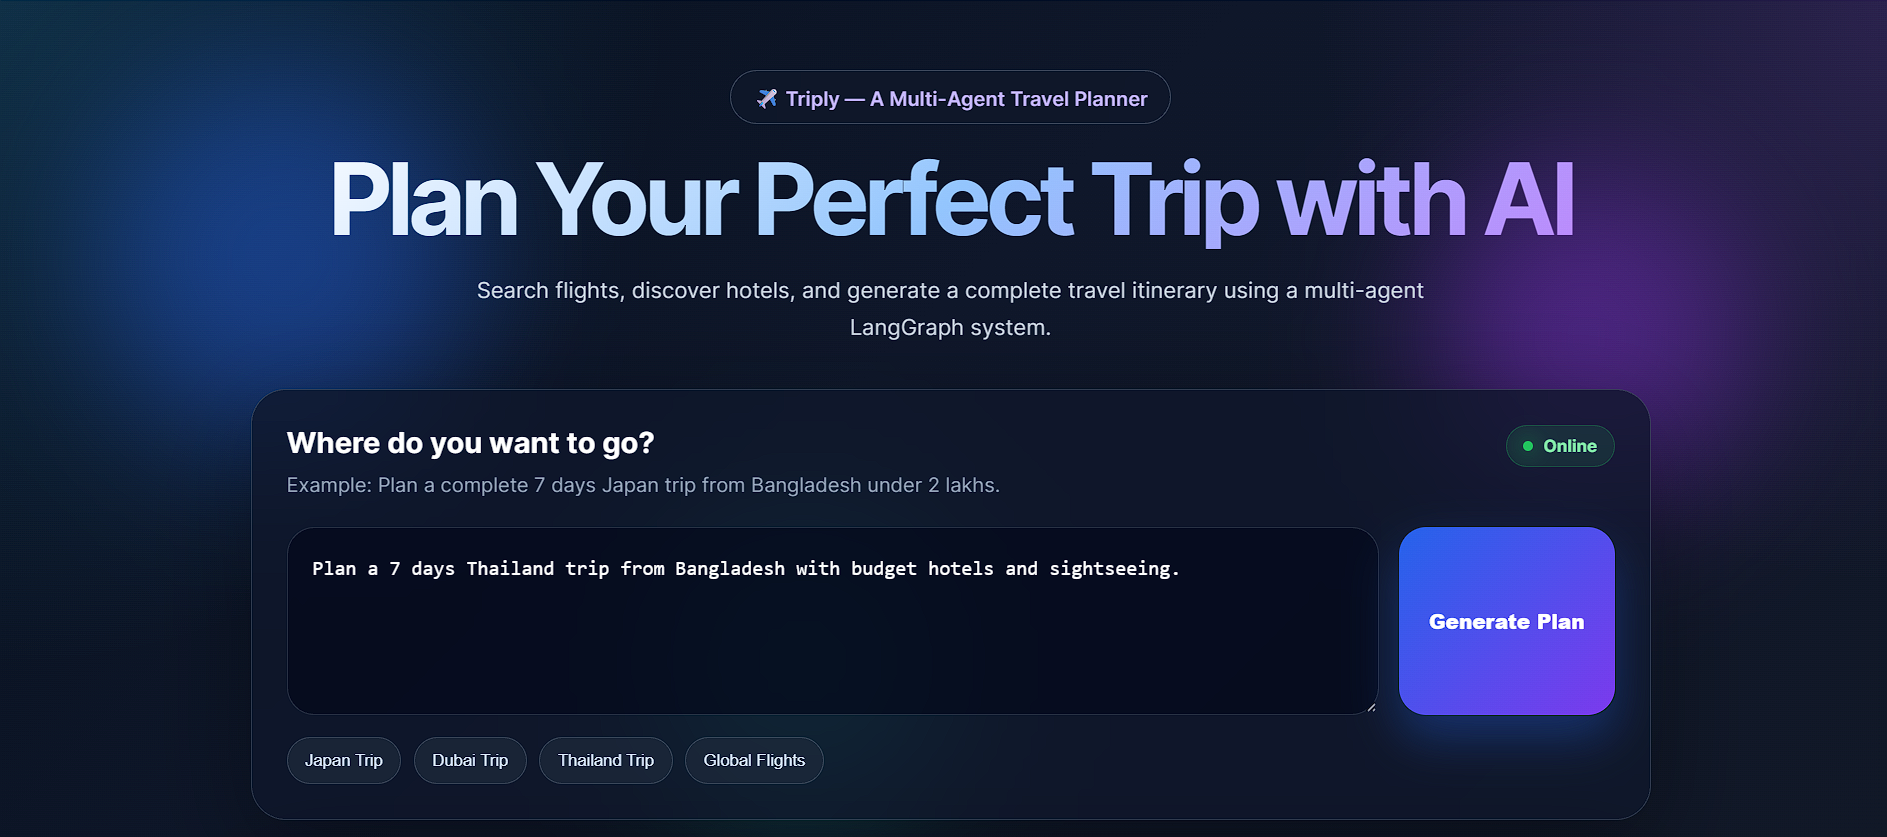 Triply — A Multi-Agent Travel Planner
Plan Your Perfect Trip with AI
Search flights, discover hotels, and generate a complete travel itinerary using a multi-agent
LangGraph system.
Where do you want to go?
Online
Example: Plan a complete 7 days Japan trip from Bangladesh under 2 lakhs.
Plan a 7 days Thailand trip from Bangladesh with budget hotels and sightseeing.
Generate Plan
Japan Trip
Dubai Trip
Thailand Trip
Global Flights